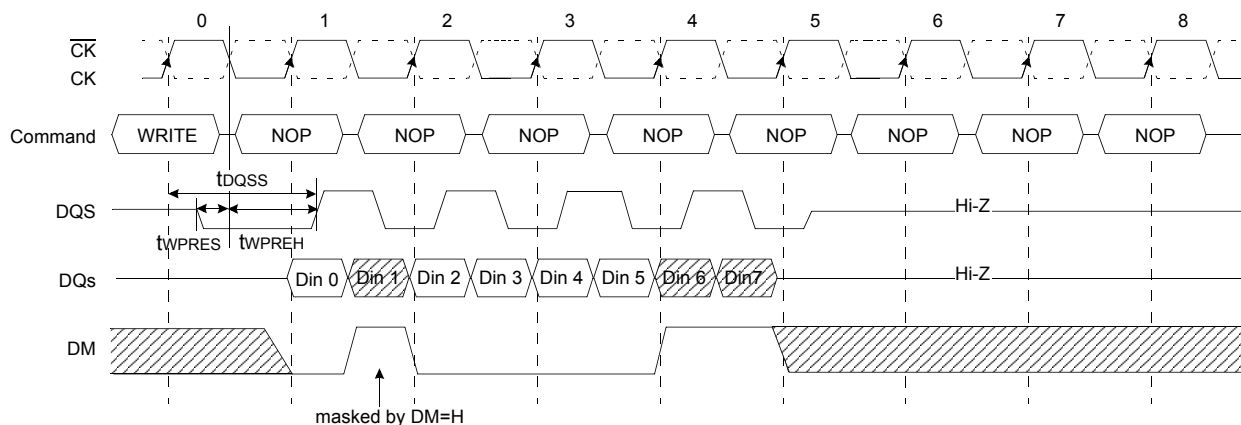 0 1 2 3 4 5 6 7 8
CK
CK
Command WRITE NOP NOP NOP NOP NOP NOP NOP NOP
tDQSS
DQS Hi-Z
tWPRES tWPREH
DQs Din 0 Din 1 Din 2 Din 3 Din 4 Din 5 Din 6 Din7 Hi-Z
DM
masked by DM=H